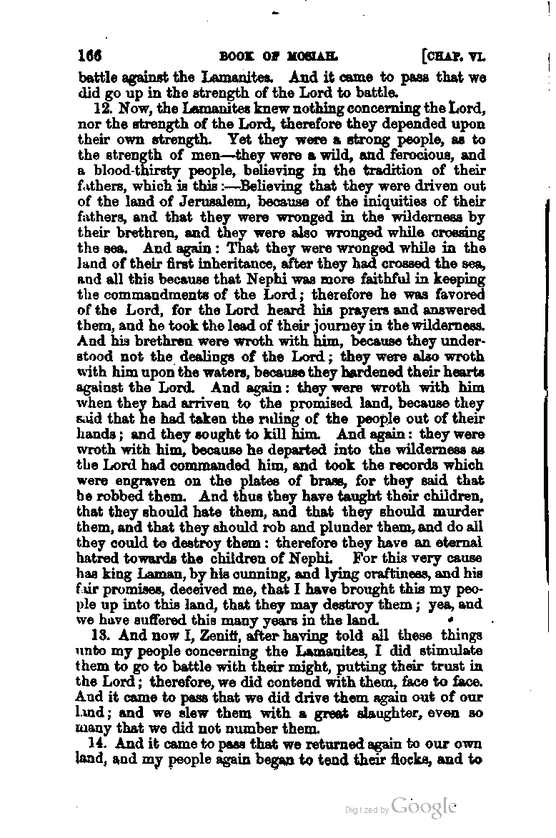 166 BOOK OF MOSIAH. [CHAP. VI.
battle against the Lamanites. And it came to pass that we
did go up in the strength of the Lord to battle.
12. Now, the Lamanites knew nothing concerning the Lord,
nor the strength of the Lord, therefore they depended upon
their own strength. Yet they were a strong people, as to
the strength of men—they were a wild, and ferocious, and
a blood-thirsty people, believing in the tradition of their
fathers, which is this:—Believing that they were driven out
of the land of Jerusalem, because of the iniquities of their
fathers, and that they were wronged in the wilderness by
their brethren, and they were also wronged while crossing
the sea. And again: That they were wronged while in the
land of their first inheritance, after they had crossed the sea,
and all this because that Nephi was more faithful in keeping
the commandments of the Lord; therefore he was favored
of the Lord, for the Lord heard his prayers and answered
them, and he took the lead of their journey in the wilderness.
And his brethren were wroth with him, because they under-
stood not the dealings of the Lord; they were also wroth
with him upon the waters, because they hardened their hearts
against the Lord. And again: they were wroth with him
when they had arriven to the promised land, because they
said that he had taken the ruling of the people out of their
hands; and they sought to kill him. And again: they were
wroth with him, because he departed into the wilderness as
the Lord had commanded him, and took the records which
were engraven on the plates of brass, for they said that
he robbed them. And thus they have taught their children,
that they should hate them, and that they should murder
them, and that they should rob and plunder them, and do all
they could to destroy them: therefore they have an eternal
hatred towards the children of Nephi. For this very cause
has king Laman, by his cunning, and lying craftiness, and his
fair promises, deceived me, that I have brought this my peo-
ple up into this land, that they may destroy them; yea, and
we have suffered this many years in the land.
13. And now I, Zeniff, after having told all these things
unto my people concerning the Lamanites, I did stimulate
them to go to battle with their might, putting their trust in
the Lord; therefore, we did contend with them, face to face.
And it came to pass that we did drive them again out of our
land; and we slew them with a great slaughter, even so
many that we did not number them.
14. And it came to pass that we returned again to our own
land, and my people again began to tend their flocks, and to
Digitized by Google